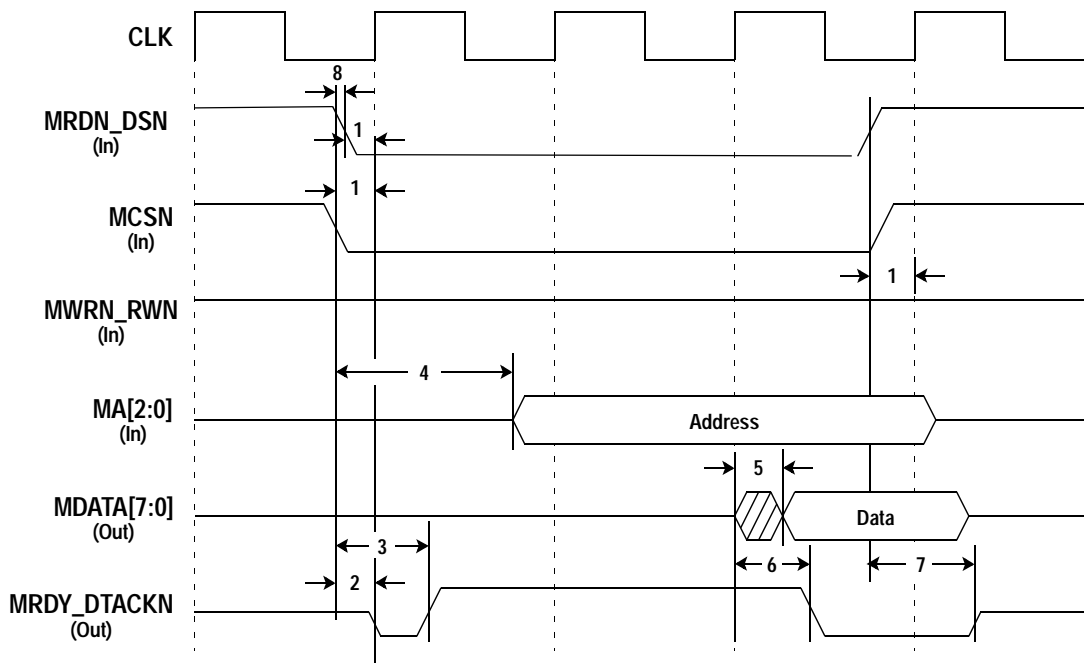 CLK
8
MRDN_DSN
(In)
1
1
MCSN
(In)
1
MWRN_RWN
(In)
4
MA[2:0]
(In)
Address
5
MDATA[7:0]
(Out)
Data
3
6
7
2
MRDY_DTACKN
(Out)